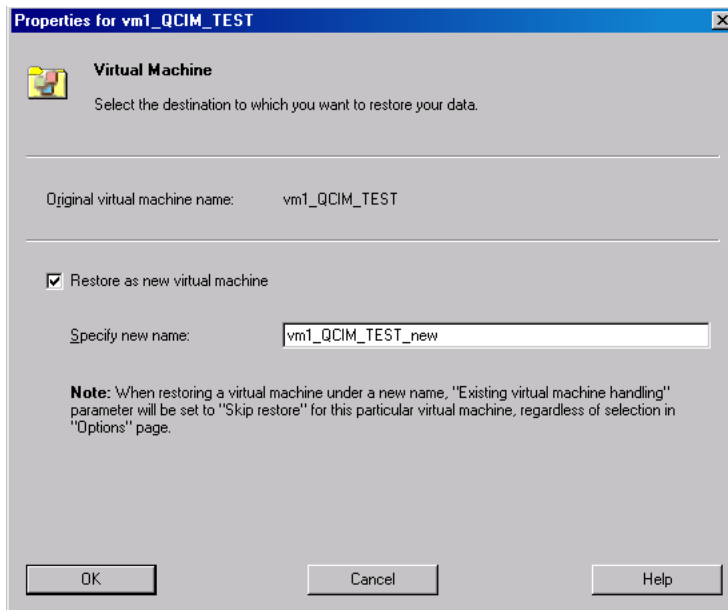 Properties for vm1_QCIM_TEST
Virtual Machine
Select the destination to which you want to restore your data.
Original virtual machine name: vm1_QCIM_TEST
Restore as new virtual machine
Specify new name: vm1_QCIM_TEST_new
Note: When restoring a virtual machine under a new name, "Existing virtual machine handling"
parameter will be set to "Skip restore" for this particular virtual machine, regardless of selection in
"Options" page.
OK Cancel Help